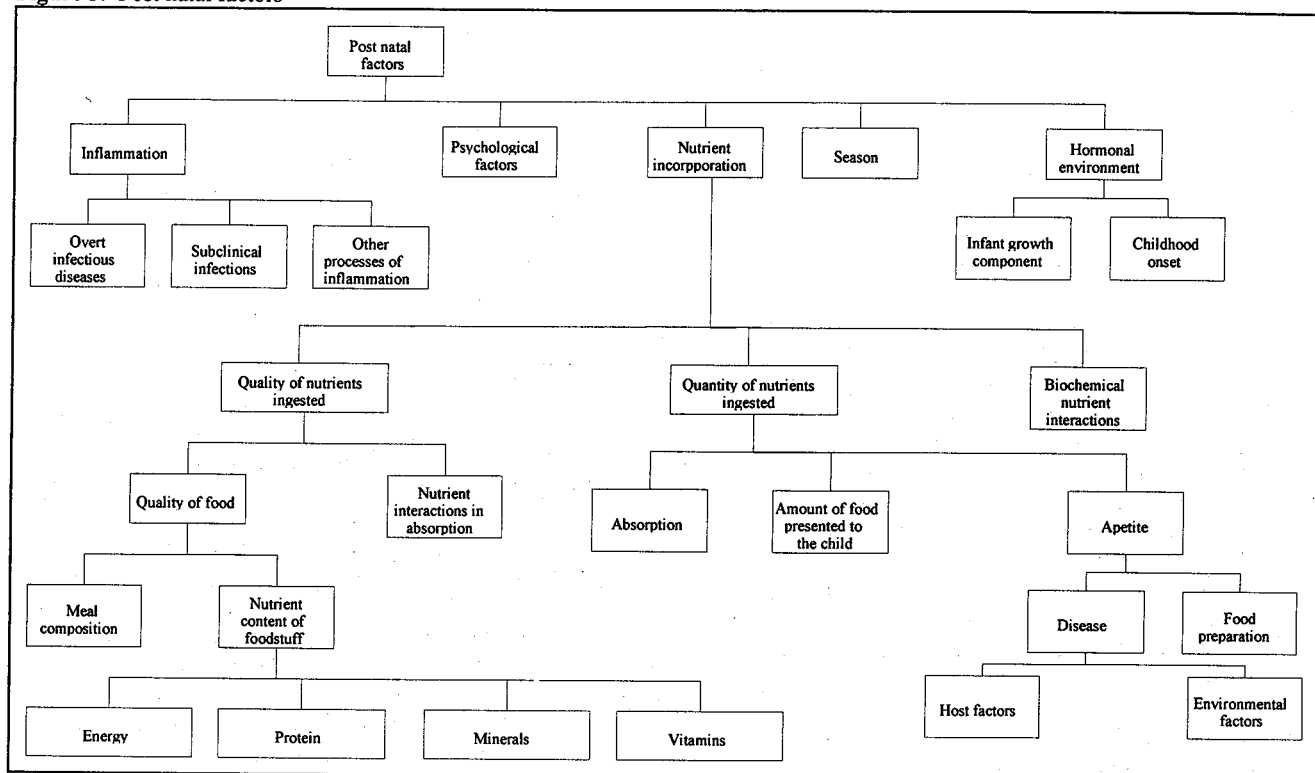 Post natal
factors
Inflammation
Psychological
factors
Nutrient
incorpporation
Season
Hormonal
environment
Overt
infectious
diseases
Subclinical
infections
Other
processes of
inflammation
Infant growth
component
Childhood
onset
Quality of nutrients
ingested
Quantity of nutrients
ingested
Biochemical
nutrient
interactions
Quality of food
Nutrient
interactions in
absorption
Absorption
Amount of food
presented to
the child
Apetite
Meal
composition
Nutrient
content of
foodstuff
Disease
Food
preparation
Energy
Protein
Minerals
Vitamins
Host factors
Environmental
factors